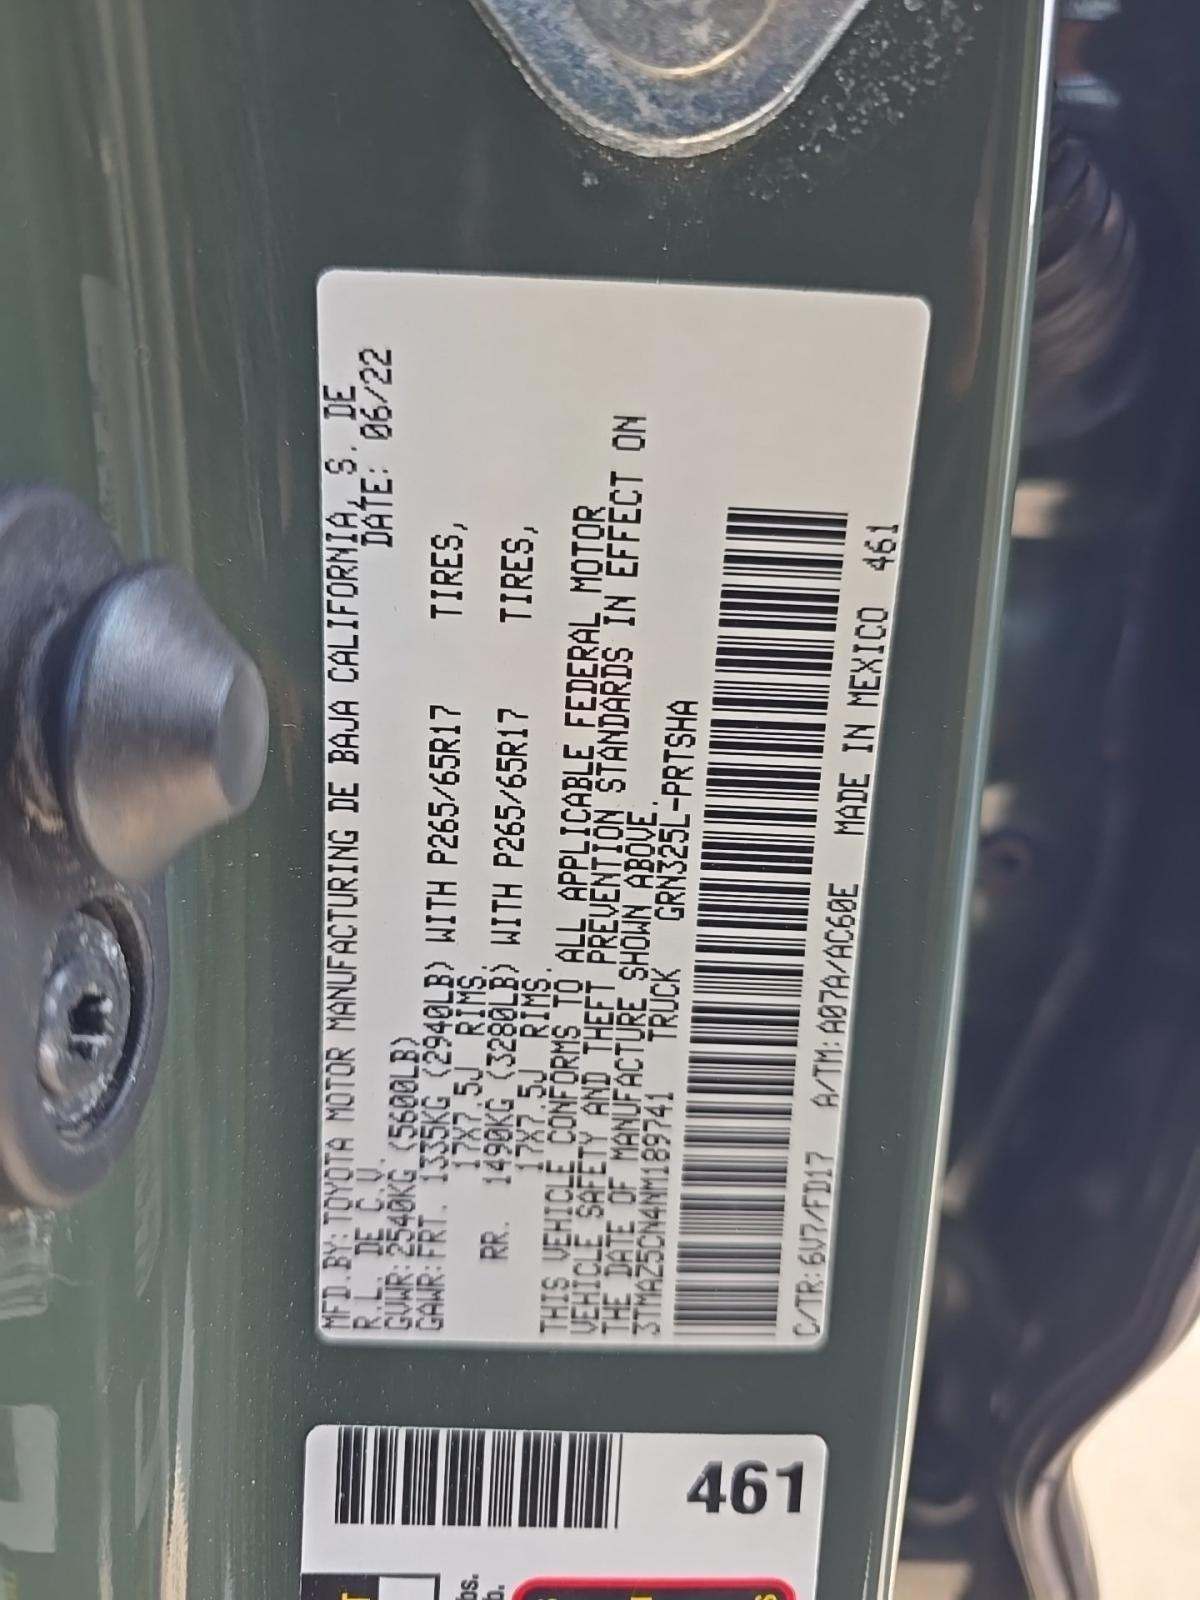 MFD.BY: TOYOTA MOTOR MANUFACTURING DE BAJA CALIFORNIA, S. DE
R.L. DE C.V. DATE: 06/22
GVWR: 2540KG (5600LB)
GAWR: FRT. 1335KG (2940LB) WITH P265/65R17 TIRES,
17X7.5J RIMS.
RR. 1490KG (3280LB) WITH P265/65R17 TIRES,
17X7.5J RIMS.
THIS VEHICLE CONFORMS TO ALL APPLICABLE FEDERAL MOTOR
VEHICLE SAFETY AND THEFT PREVENTION STANDARDS IN EFFECT ON
THE DATE OF MANUFACTURE SHOWN ABOVE.
3TMAZ5CN4NM189741 TRUCK GRN325L-PRTSHA
C/TR: 6V7/FD17 A/TM: A07A/AC60E MADE IN MEXICO 461
461